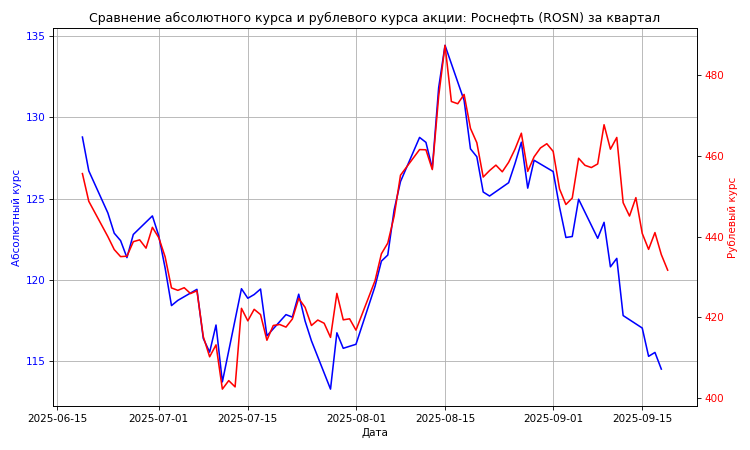 Сравнение абсолютного курса и рублевого курса акции: Роснефть (ROSN) за квартал
135
130
125
120
115
Абсолютный курс
480
460
440
420
400
Рублевый курс
2025-06-15 2025-07-01 2025-07-15 2025-08-01 2025-08-15 2025-09-01 2025-09-15
Дата